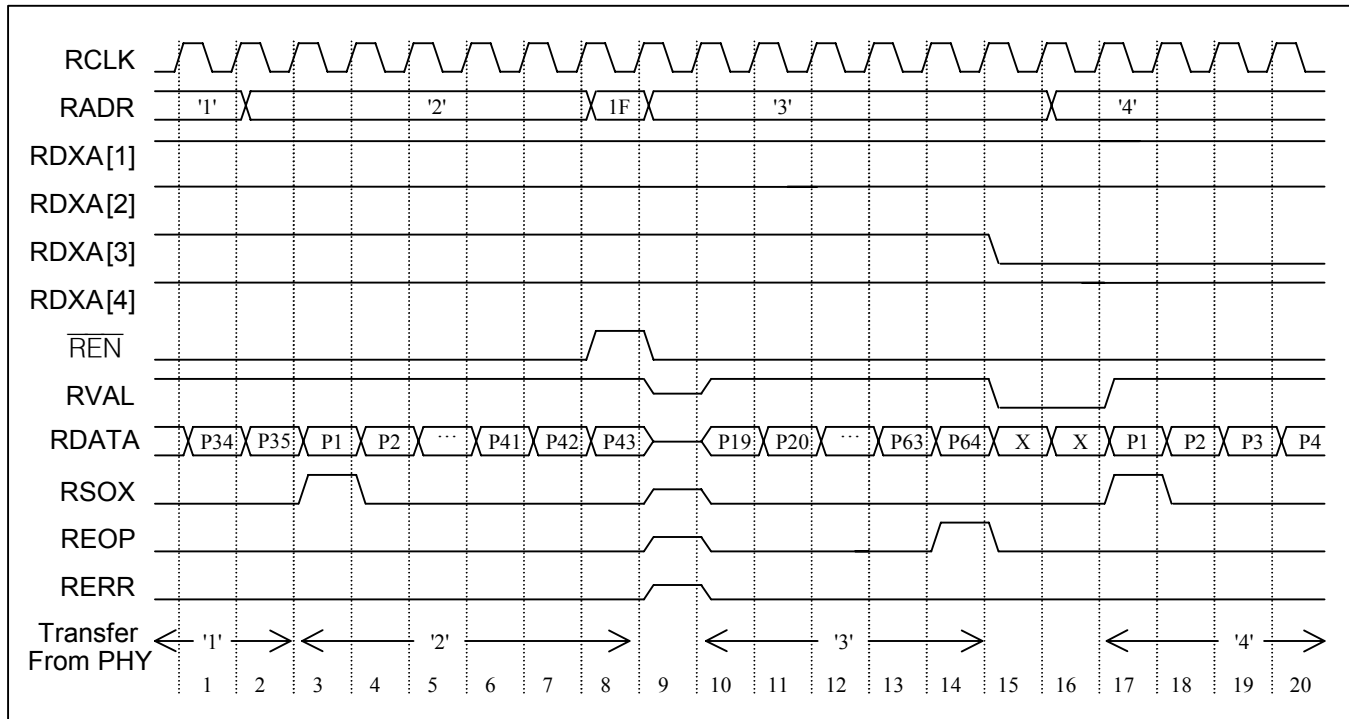 RCLK
RADR '1' '2' 1F '3' '4'
RDXA[1]
RDXA[2]
RDXA[3]
RDXA[4]
REN
RVAL
RDATA P34 P35 P1 P2 ... P41 P42 P43 P19 P20 ... P63 P64 X X P1 P2 P3 P4
RSOX
REOP
RERR
Transfer
From PHY '1' '2' '3' '4'
1 2 3 4 5 6 7 8 9 10 11 12 13 14 15 16 17 18 19 20